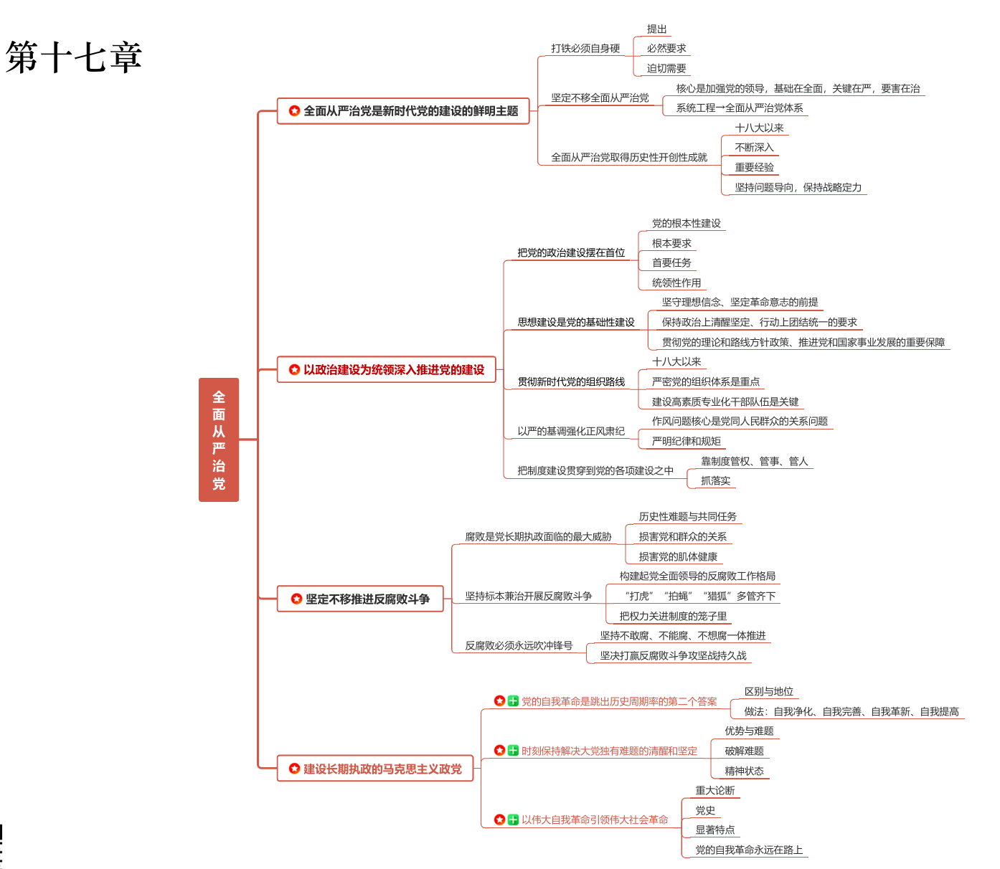 第十七章
全面从严治党
全面从严治党是新时代党的建设的鲜明主题
打铁必须自身硬
提出
必然要求
迫切需要
坚定不移全面从严治党
核心是加强党的领导，基础在全面，关键在严，要害在治
系统工程→全面从严治党体系
全面从严治党取得历史性开创性成就
十八大以来
不断深入
重要经验
坚持问题导向，保持战略定力
以政治建设为统领深入推进党的建设
把党的政治建设摆在首位
党的根本性建设
根本要求
首要任务
统领性作用
思想建设是党的基础性建设
坚守理想信念、坚定革命意志的前提
保持政治上清醒坚定、行动上团结统一的要求
贯彻党的理论和路线方针政策、推进党和国家事业发展的重要保障
贯彻新时代党的组织路线
十八大以来
严密党的组织体系是重点
建设高素质专业化干部队伍是关键
以严的基调强化正风肃纪
作风问题核心是党同人民群众的关系问题
严明纪律和规矩
把制度建设贯穿到党的各项建设之中
靠制度管权、管事、管人
抓落实
坚定不移推进反腐败斗争
腐败是党长期执政面临的最大威胁
历史性难题与共同任务
损害党和群众的关系
损害党的肌体健康
坚持标本兼治开展反腐败斗争
构建起党全面领导的反腐败工作格局
“打虎”“拍蝇”“猎狐”多管齐下
把权力关进制度的笼子里
反腐败必须永远吹冲锋号
坚持不敢腐、不能腐、不想腐一体推进
坚决打赢反腐败斗争攻坚战持久战
建设长期执政的马克思主义政党
党的自我革命是跳出历史周期率的第二个答案
区别与地位
做法：自我净化、自我完善、自我革新、自我提高
时刻保持解决大党独有难题的清醒和坚定
优势与难题
破解难题
精神状态
以伟大自我革命引领伟大社会革命
重大论断
党史
显著特点
党的自我革命永远在路上